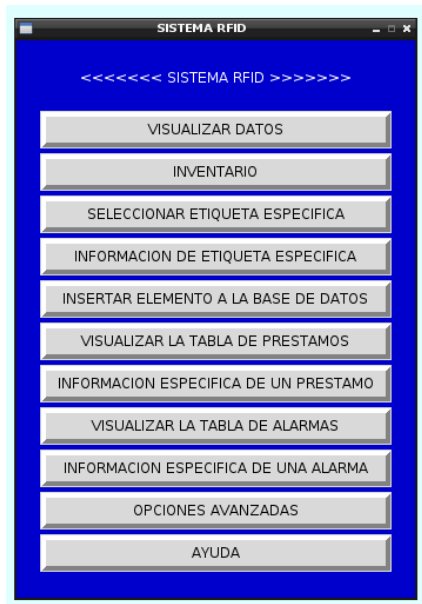 SISTEMA RFID
<<<<<<< SISTEMA RFID >>>>>>>
VISUALIZAR DATOS
INVENTARIO
SELECCIONAR ETIQUETA ESPECIFICA
INFORMACION DE ETIQUETA ESPECIFICA
INSERTAR ELEMENTO A LA BASE DE DATOS
VISUALIZAR LA TABLA DE PRESTAMOS
INFORMACION ESPECIFICA DE UN PRESTAMO
VISUALIZAR LA TABLA DE ALARMAS
INFORMACION ESPECIFICA DE UNA ALARMA
OPCIONES AVANZADAS
AYUDA